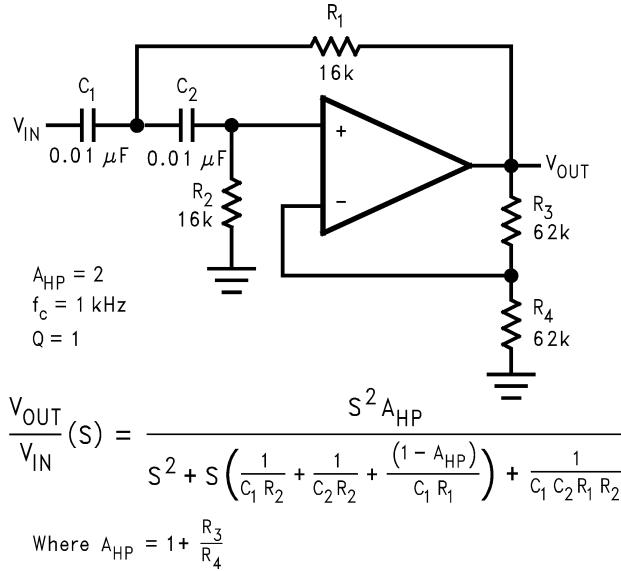 R1
16k
C1
C2
VIN
0.01 μF
0.01 μF
+
−
VOUT
R2
16k
R3
62k
R4
62k
AHP = 2
fc = 1 kHz
Q = 1
VOUT/VIN (S) = S² AHP / (S² + S(1/(C1 R2) + 1/(C2 R2) + (1 − AHP)/(C1 R1)) + 1/(C1 C2 R1 R2))
Where AHP = 1 + R3/R4